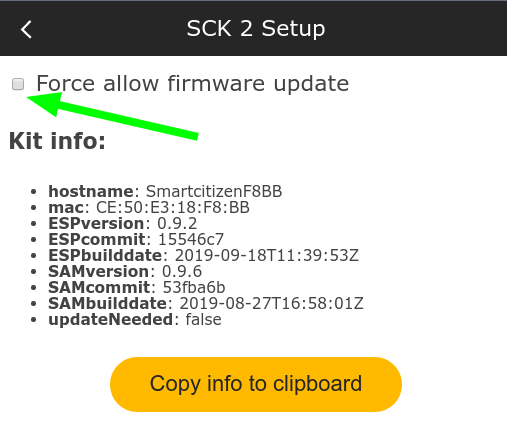 SCK 2 Setup
Force allow firmware update
Kit info:
hostname: SmartcitizenF8BB
mac: CE:50:E3:18:F8:BB
ESPversion: 0.9.2
ESPcommit: 15546c7
ESPbuilddate: 2019-09-18T11:39:53Z
SAMversion: 0.9.6
SAMcommit: 53fba6b
SAMbuilddate: 2019-08-27T16:58:01Z
updateNeeded: false
Copy info to clipboard